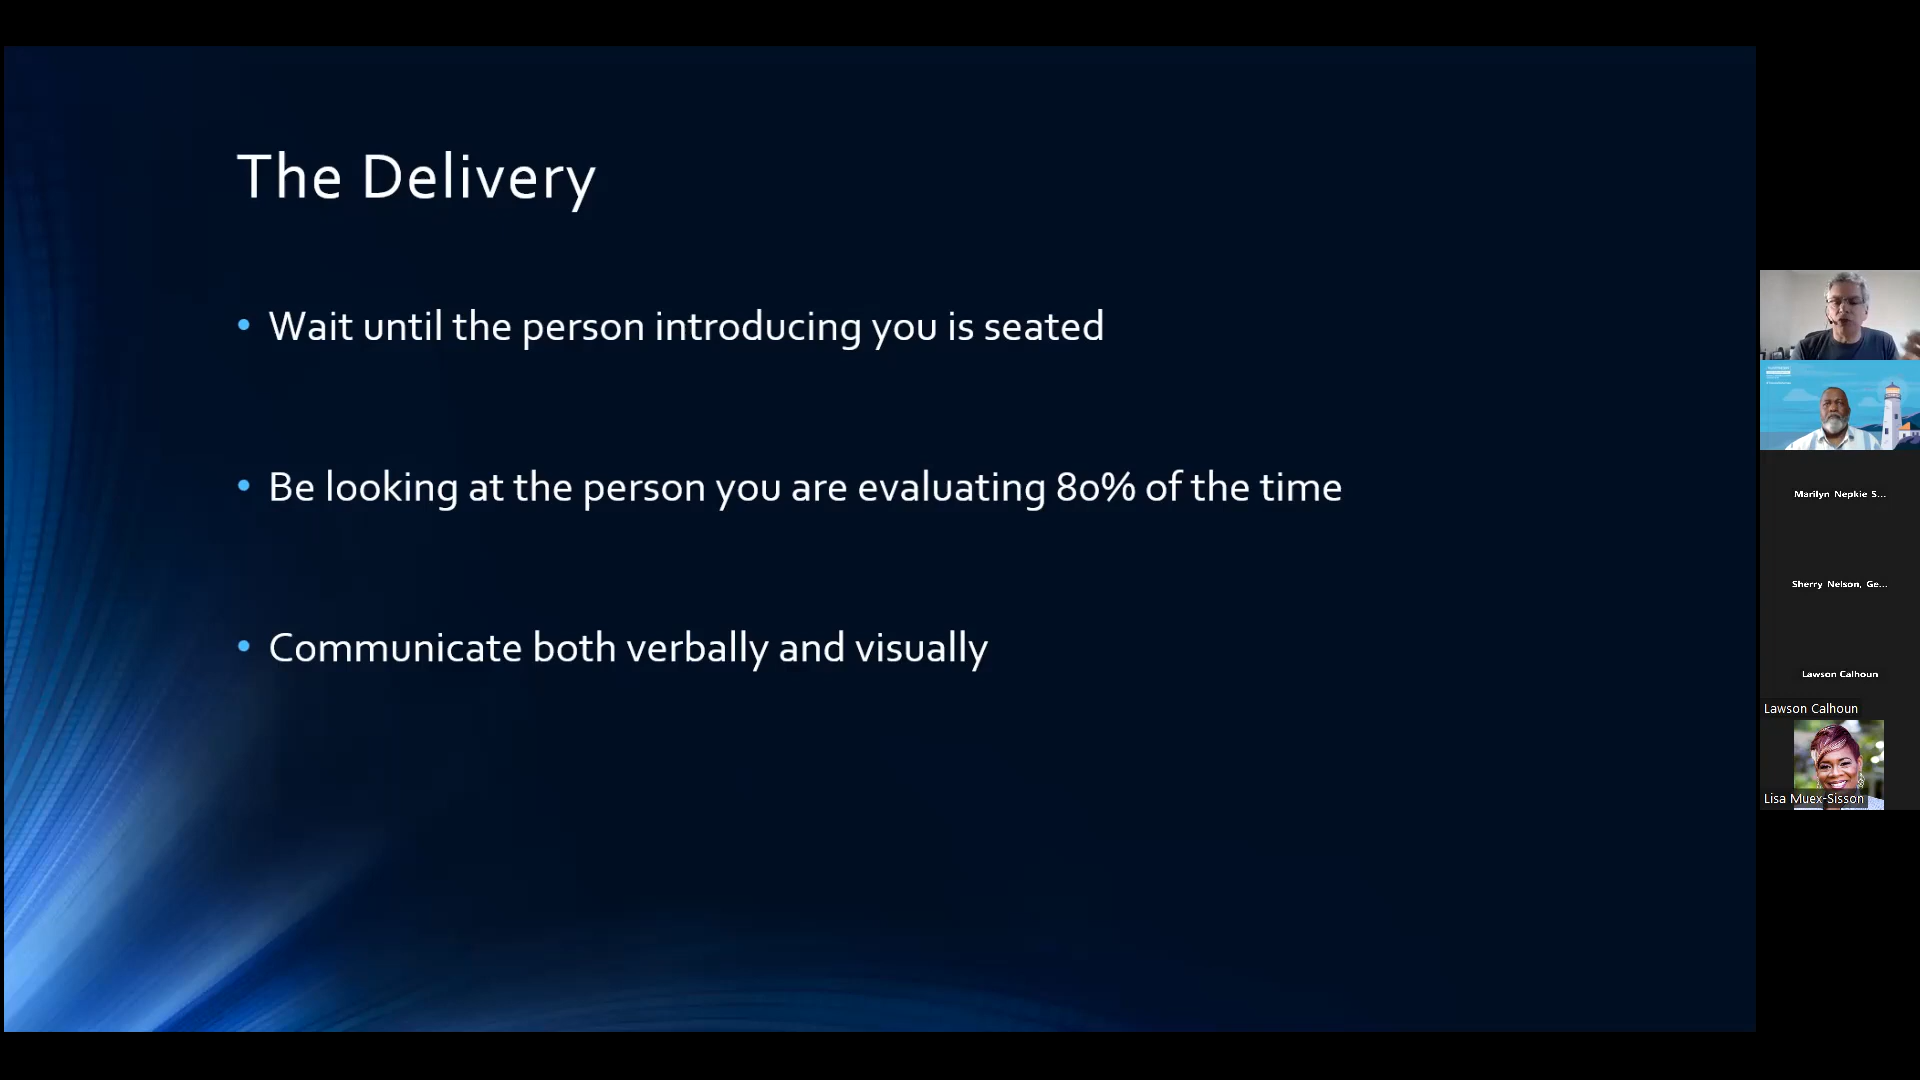 The Delivery
• Wait until the person introducing you is seated
• Be looking at the person you are evaluating 80% of the time
• Communicate both verbally and visually
Marilyn Nepkie S...
Sherry Nelson, Ge...
Lawson Calhoun
Lawson Calhoun
Lisa Muex-Sisson